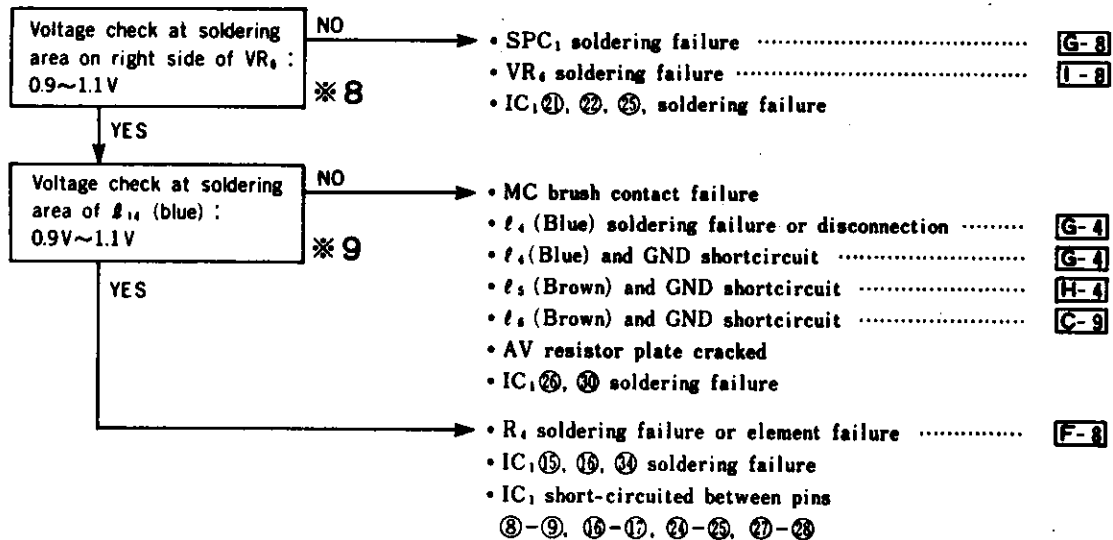 Voltage check at soldering
area on right side of VR₆ :
0.9～1.1V
※8
NO
• SPC₁ soldering failure ………… G-8
• VR₆ soldering failure ………… I-8
• IC₁㉑, ㉒, ㉕, soldering failure
YES
Voltage check at soldering
area of ℓ₁₄ (blue) :
0.9V～1.1V
※9
NO
• MC brush contact failure
• ℓ₄ (Blue) soldering failure or disconnection ……… G-4
• ℓ₄(Blue) and GND shortcircuit ………… G-4
• ℓ₅ (Brown) and GND shortcircuit ………… H-4
• ℓ₆ (Brown) and GND shortcircuit ………… C-9
• AV resistor plate cracked
• IC₁㉖, ㉚ soldering failure
YES
• R₄ soldering failure or element failure ………… F-8
• IC₁⑮, ⑯, ㉞ soldering failure
• IC₁ short-circuited between pins
⑧-⑨, ⑯-⑰, ㉔-㉕, ㉗-㉘